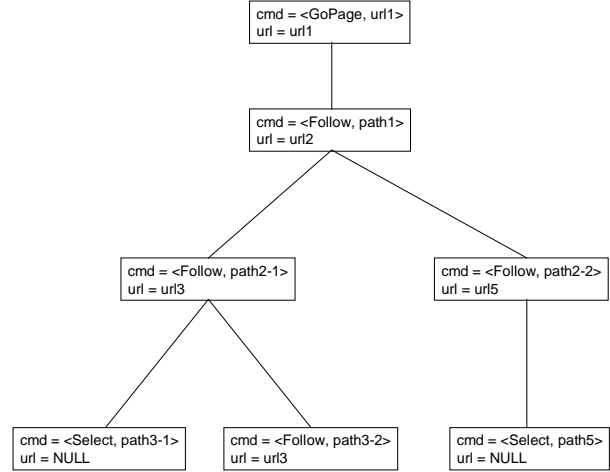 cmd = <GoPage, url1>
url = url1
cmd = <Follow, path1>
url = url2
cmd = <Follow, path2-1>
url = url3
cmd = <Follow, path2-2>
url = url5
cmd = <Select, path3-1>
url = NULL
cmd = <Follow, path3-2>
url = url3
cmd = <Select, path5>
url = NULL